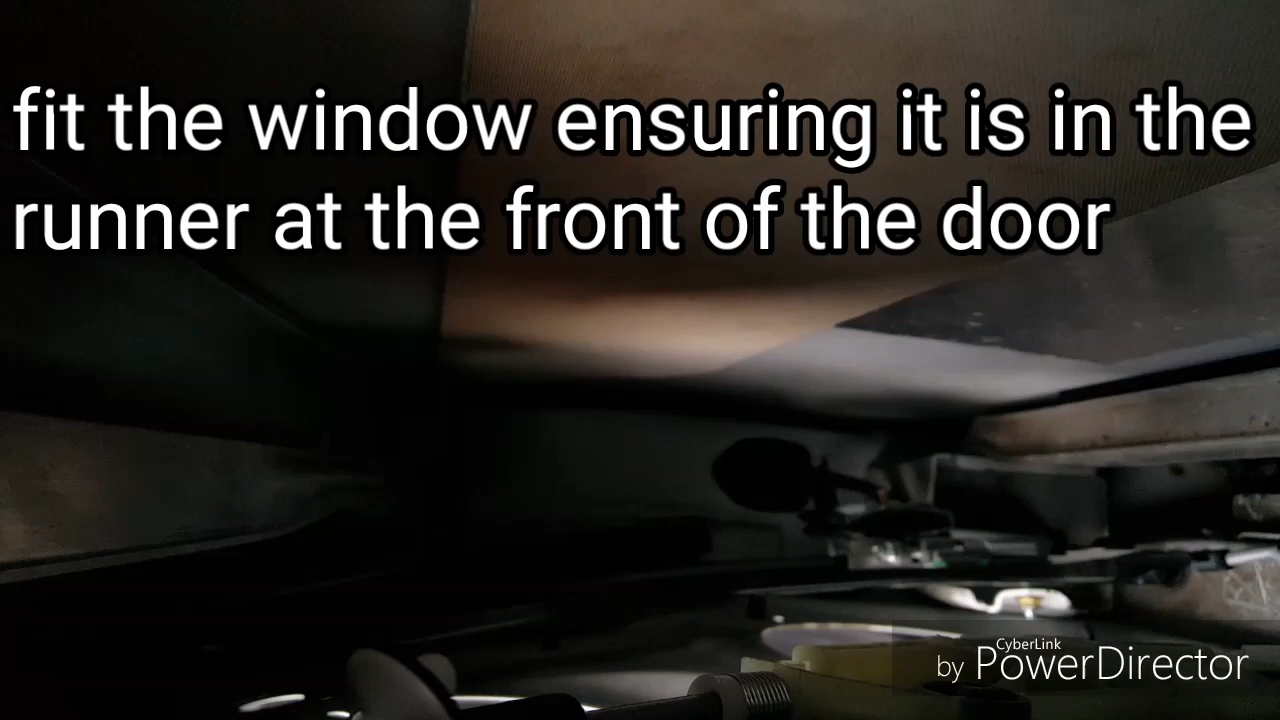 fit the window ensuring it is in the
runner at the front of the door
CyberLink
by PowerDirector